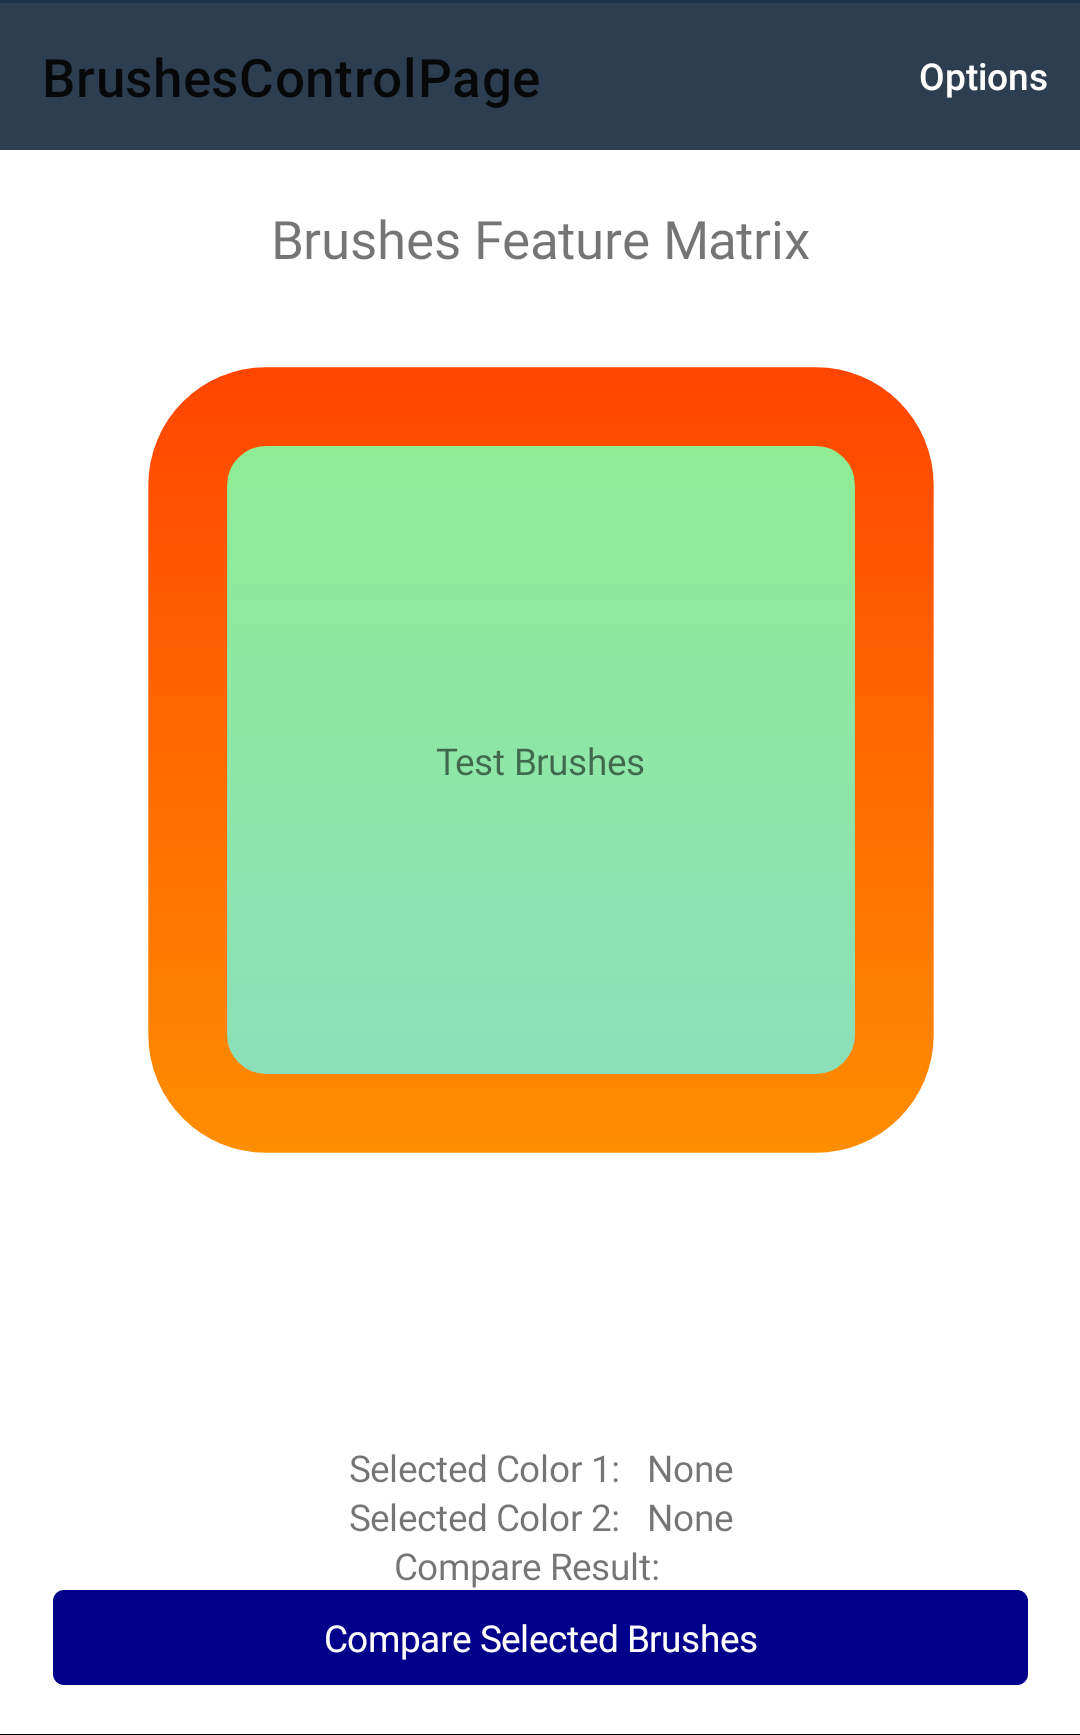 BrushesControlPage Options
Brushes Feature Matrix
Test Brushes
Selected Color 1: None
Selected Color 2: None
Compare Result:
Compare Selected Brushes